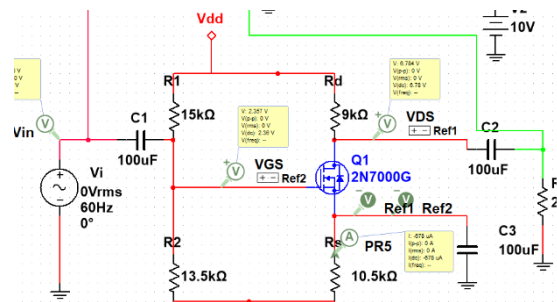 V2
10V
Vdd
V: 6.784 V
V(p-p): 0 V
V(rms): 0 V
V(dc): 6.78 V
V(freq): --
R1
15kΩ
Rd
9kΩ
V
VDS
Ref1
C2
100uF
Vin
V
C1
100uF
V: 2.357 V
V(p-p): 0 V
V(rms): 0 V
V(dc): 2.36 V
V(freq): --
V
VGS
Ref2
Q1
2N7000G
Vi
0Vrms
60Hz
0°
V
V
Ref1 Ref2
R2
13.5kΩ
A
PR5
I: -678 uA
I(p-p): 0 A
I(rms): 0 A
I(dc): -678 uA
I(freq): --
Rs
10.5kΩ
C3
100uF